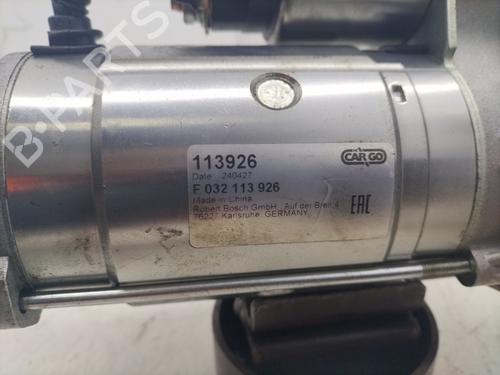 113926
CARGO
Date 240427
F 032 113 926
Made in China
Robert Bosch GmbH, Auf der Breit 4
76227 Karlsruhe GERMANY
EAC
B-PARTS